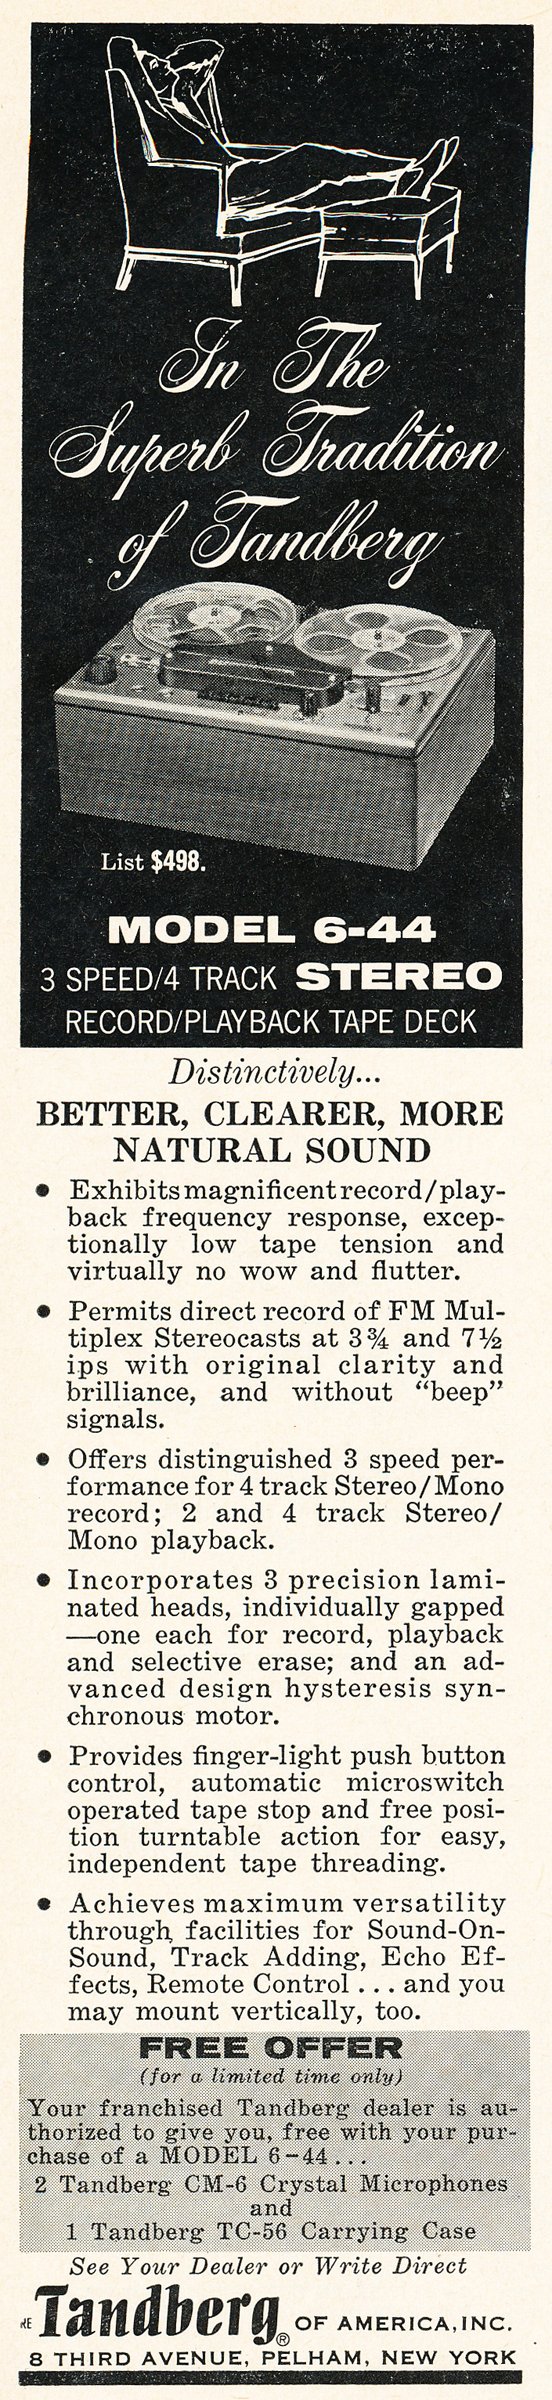 In The
Superb Tradition
of Tandberg
List $498.
MODEL 6-44
3 SPEED/4 TRACK STEREO
RECORD/PLAYBACK TAPE DECK
Distinctively...
BETTER, CLEARER, MORE
NATURAL SOUND
• Exhibits magnificent record/play-
back frequency response, excep-
tionally low tape tension and
virtually no wow and flutter.
• Permits direct record of FM Mul-
tiplex Stereocasts at 3¾ and 7½
ips with original clarity and
brilliance, and without “beep”
signals.
• Offers distinguished 3 speed per-
formance for 4 track Stereo/Mono
record; 2 and 4 track Stereo/
Mono playback.
• Incorporates 3 precision lami-
nated heads, individually gapped
—one each for record, playback
and selective erase; and an ad-
vanced design hysteresis syn-
chronous motor.
• Provides finger-light push button
control, automatic microswitch
operated tape stop and free posi-
tion turntable action for easy,
independent tape threading.
• Achieves maximum versatility
through facilities for Sound-On-
Sound, Track Adding, Echo Ef-
fects, Remote Control . . . and you
may mount vertically, too.
FREE OFFER
(for a limited time only)
Your franchised Tandberg dealer is au-
thorized to give you, free with your pur-
chase of a MODEL 6-44...
2 Tandberg CM-6 Crystal Microphones
and
1 Tandberg TC-56 Carrying Case
See Your Dealer or Write Direct
Tandberg® OF AMERICA, INC.
8 THIRD AVENUE, PELHAM, NEW YORK